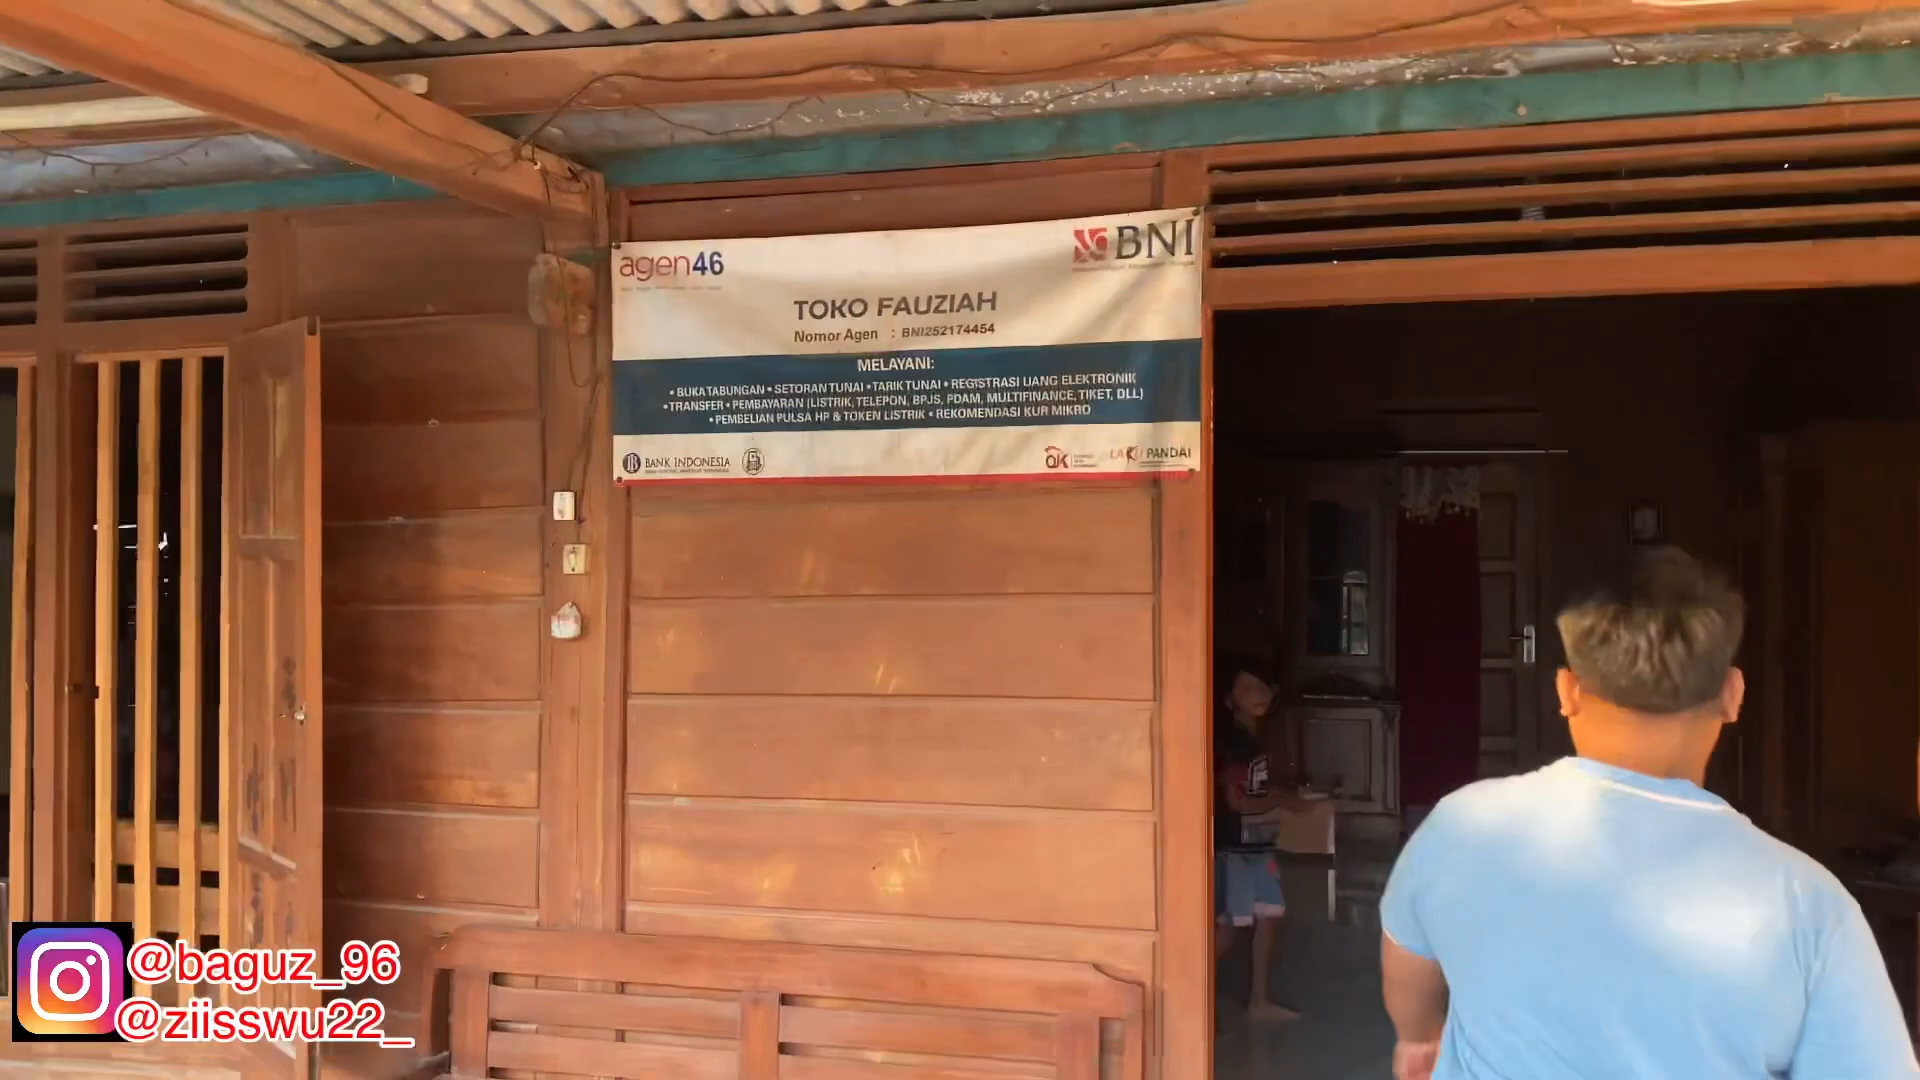 agen46
BNI
TOKO FAUZIAH
Nomor Agen : BNI252174454
MELAYANI:
• BUKA TABUNGAN • SETORAN TUNAI • TARIK TUNAI • REGISTRASI UANG ELEKTRONIK
• TRANSFER • PEMBAYARAN (LISTRIK, TELEPON, BPJS, PDAM, MULTIFINANCE, TIKET, DLL)
• PEMBELIAN PULSA HP & TOKEN LISTRIK • REKOMENDASI KUR MIKRO
BANK INDONESIA
OJK
LAKU PANDAI
@baguz_96
@ziisswu22_